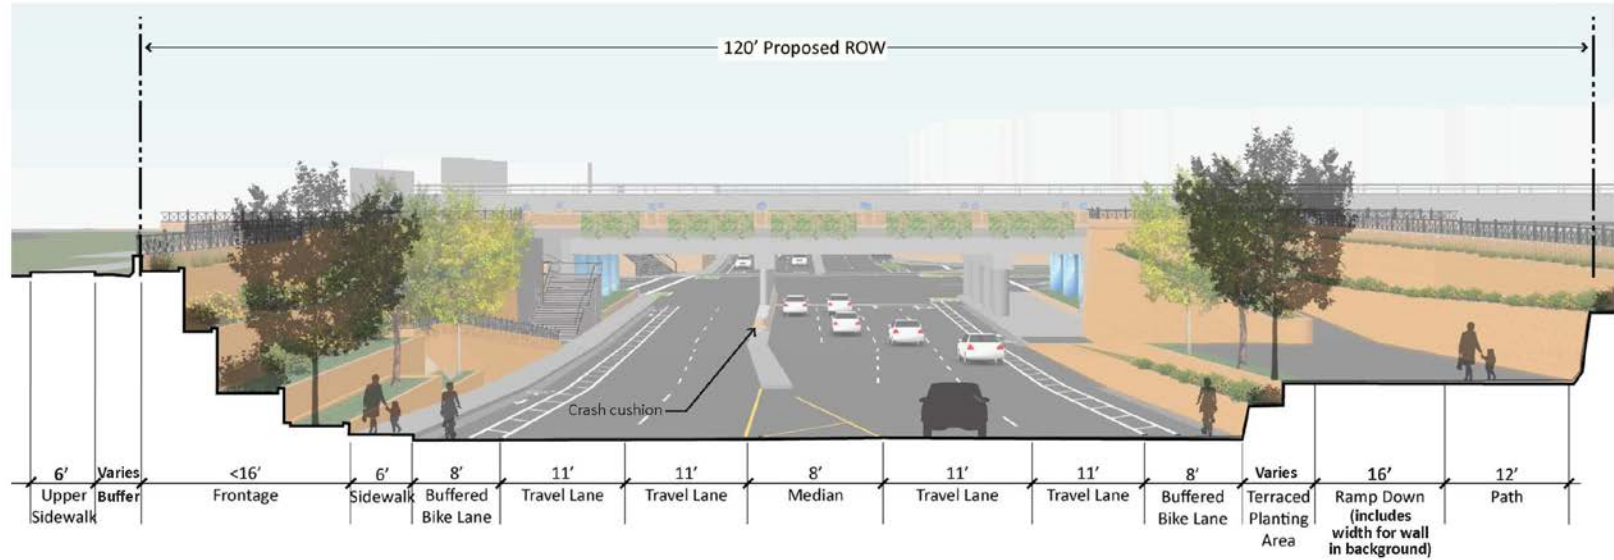 120' Proposed ROW
Crash cushion
6'
Upper
Sidewalk
Varies
Buffer
<16'
Frontage
6'
Sidewalk
8'
Buffered
Bike Lane
11'
Travel Lane
11'
Travel Lane
8'
Median
11'
Travel Lane
11'
Travel Lane
8'
Buffered
Bike Lane
Varies
Terraced
Planting
Area
16'
Ramp Down
(includes
width for wall
in background)
12'
Path